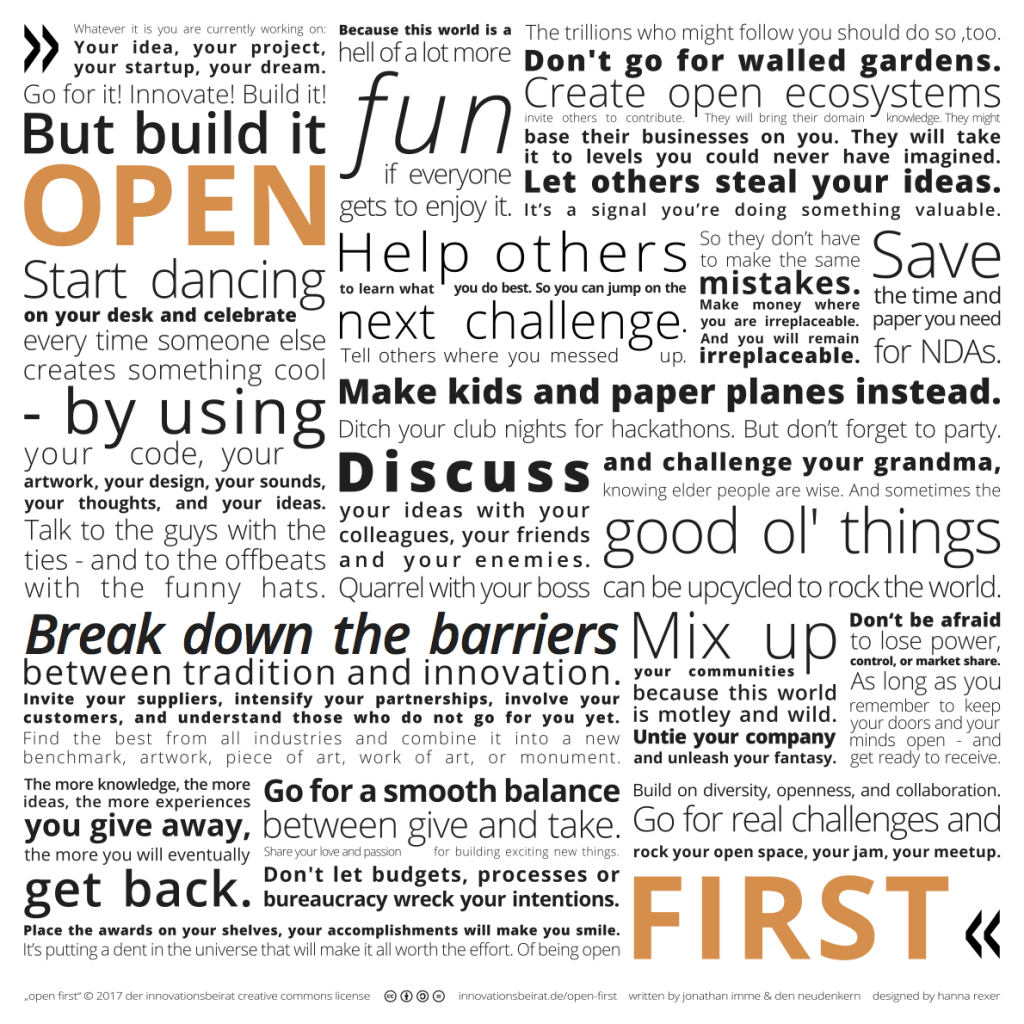 »
Whatever it is you are currently working on:
Your idea, your project,
your startup, your dream.
Go for it! Innovate! Build it!
But build it
OPEN
Start dancing
on your desk and celebrate
every time someone else
creates something cool
- by using
your code, your
artwork, your design, your sounds,
your thoughts, and your ideas.
Talk to the guys with the
ties - and to the offbeats
with the funny hats.
Because this world is a
hell of a lot more
fun
if everyone
gets to enjoy it.
The trillions who might follow you should do so ,too.
Don't go for walled gardens.
Create open ecosystems
invite others to contribute. They will bring their domain knowledge. They might
base their businesses on you. They will take
it to levels you could never have imagined.
Let others steal your ideas.
It's a signal you're doing something valuable.
Help others
to learn what you do best. So you can jump on the
next challenge.
Tell others where you messed up.
So they don't have
to make the same
mistakes.
Make money where
you are irreplaceable.
And you will remain
irreplaceable.
Save
the time and
paper you need
for NDAs.
Make kids and paper planes instead.
Ditch your club nights for hackathons. But don't forget to party.
Discuss
your ideas with your
colleagues, your friends
and your enemies.
Quarrel with your boss
and challenge your grandma,
knowing elder people are wise. And sometimes the
good ol' things
can be upcycled to rock the world.
Break down the barriers
between tradition and innovation.
Invite your suppliers, intensify your partnerships, involve your
customers, and understand those who do not go for you yet.
Find the best from all industries and combine it into a new
benchmark, artwork, piece of art, work of art, or monument.
Mix up
your communities
because this world
is motley and wild.
Untie your company
and unleash your fantasy.
Don‘t be afraid
to lose power,
control, or market share.
As long as you
remember to keep
your doors and your
minds open - and
get ready to receive.
The more knowledge, the more
ideas, the more experiences
you give away,
the more you will eventually
get back.
Go for a smooth balance
between give and take.
Share your love and passion for building exciting new things.
Don't let budgets, processes or
bureaucracy wreck your intentions.
Place the awards on your shelves, your accomplishments will make you smile.
It's putting a dent in the universe that will make it all worth the effort. Of being open
Build on diversity, openness, and collaboration.
Go for real challenges and
rock your open space, your jam, your meetup.
FIRST «
„open first“ © 2017 der innovationsbeirat creative commons license innovationsbeirat.de/open-first written by jonathan imme & den neudenkern designed by hanna rexer